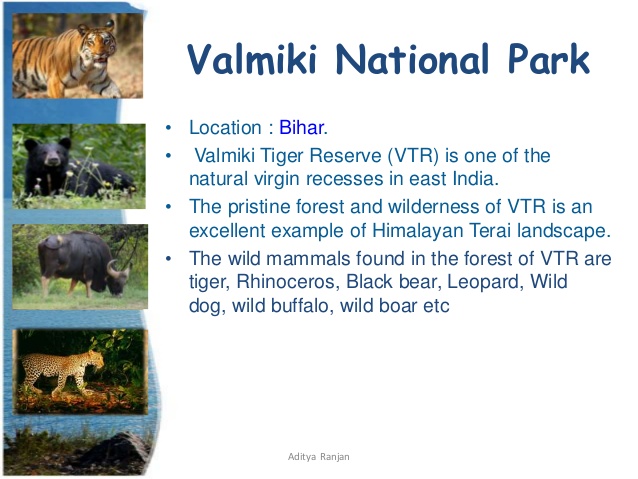 Valmiki National Park
• Location : Bihar.
• Valmiki Tiger Reserve (VTR) is one of the
natural virgin recesses in east India.
• The pristine forest and wilderness of VTR is an
excellent example of Himalayan Terai landscape.
• The wild mammals found in the forest of VTR are
tiger, Rhinoceros, Black bear, Leopard, Wild
dog, wild buffalo, wild boar etc
Aditya Ranjan